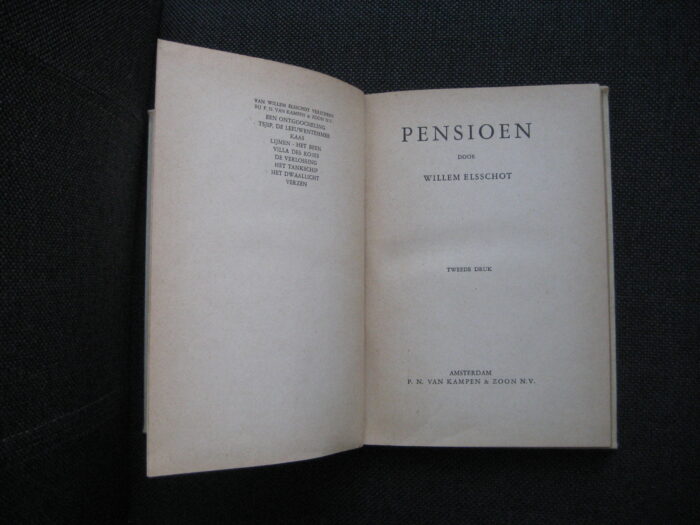 VAN WILLEM ELSSCHOT VERSCHENEN
BIJ P. N. VAN KAMPEN & ZOON N.V.:
EEN ONTGOOCHELING
TSJIP, DE LEEUWENTEMMER
KAAS
LIJMEN · HET BEEN
VILLA DES ROSES
DE VERLOSSING
HET TANKSCHIP
HET DWAALLICHT
VERZEN
PENSIOEN
DOOR
WILLEM ELSSCHOT
TWEEDE DRUK
AMSTERDAM
P. N. VAN KAMPEN & ZOON N.V.